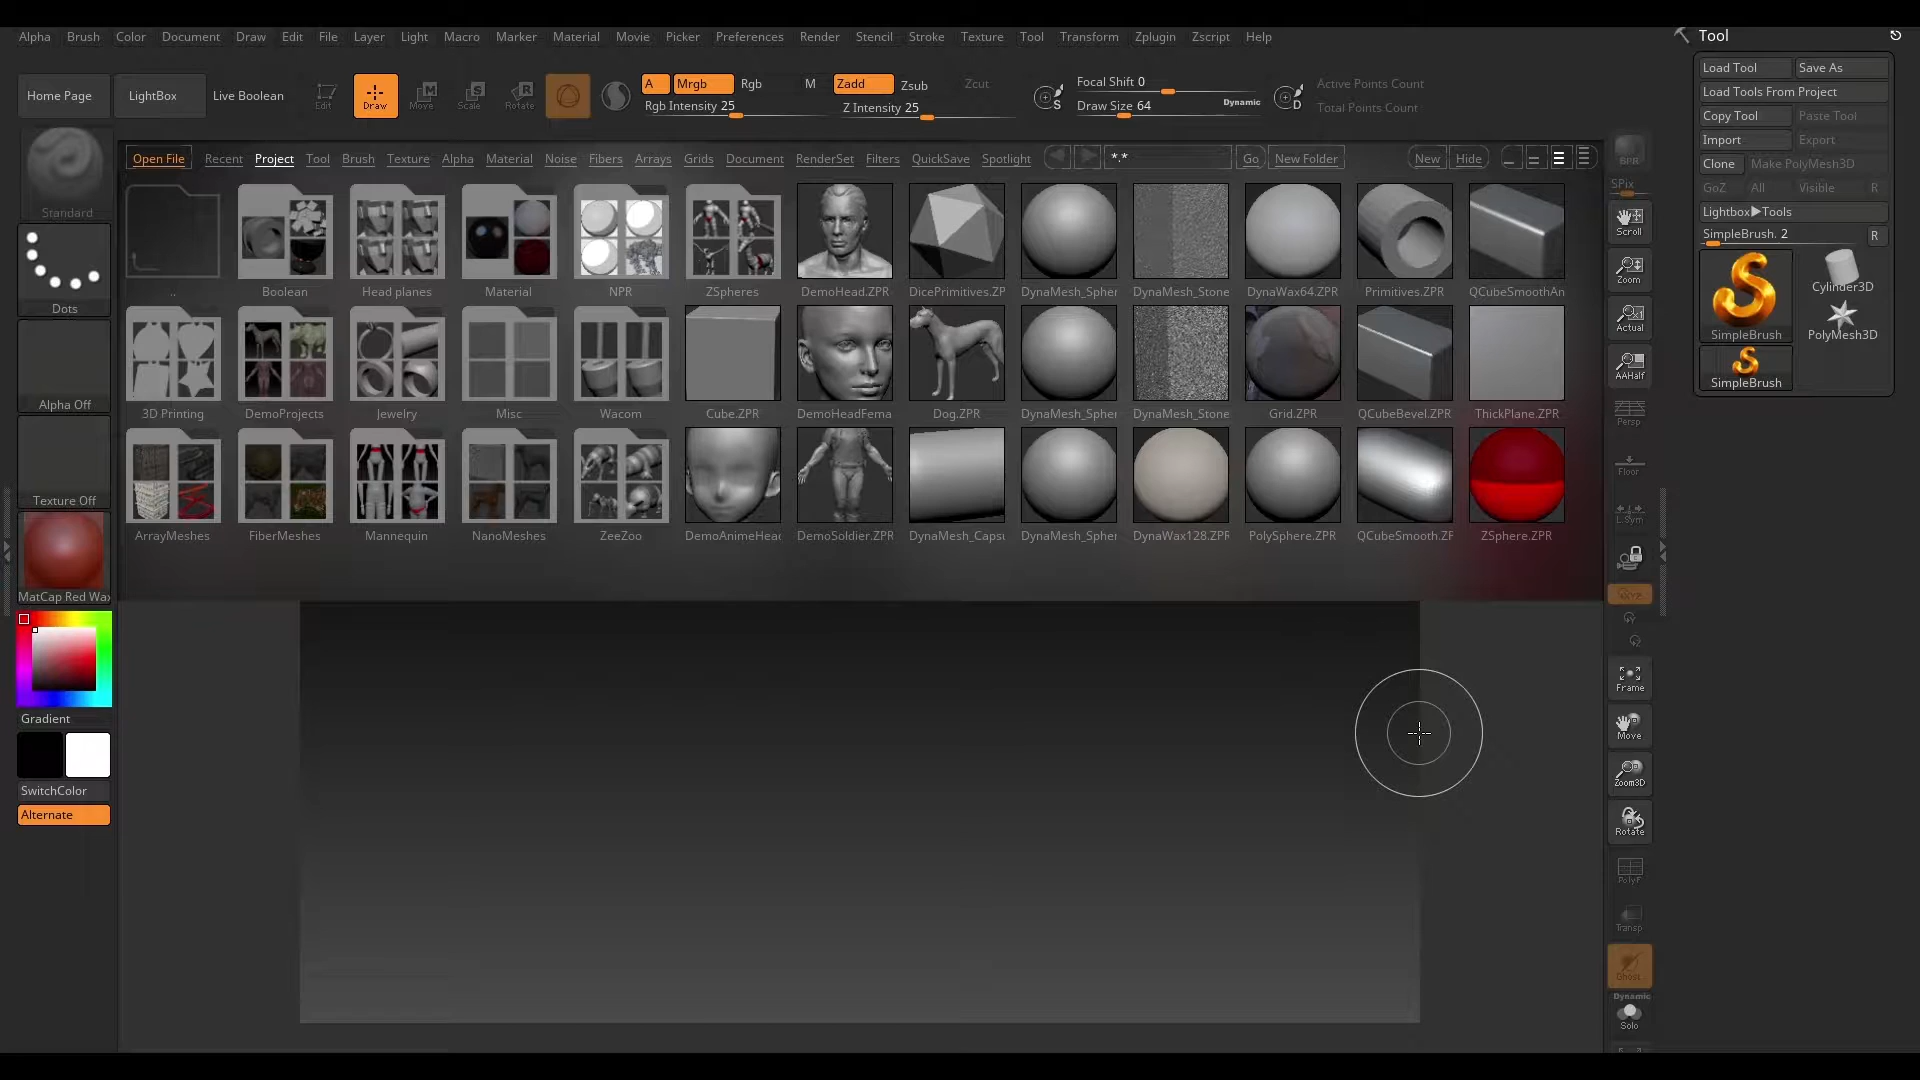 Alpha Brush Color Document Draw Edit File Layer Light Macro Marker Material Movie Picker Preferences Render Stencil Stroke Texture Tool Transform Zplugin Zscript Help
Tool
Home Page LightBox Live Boolean Edit Draw Move Scale Rotate
A Mrgb Rgb M Zadd Zsub Zcut
Rgb Intensity 25 Z Intensity 25
S Focal Shift 0
Draw Size 64 Dynamic D
Active Points Count
Total Points Count
Load Tool Save As
Load Tools From Project
Copy Tool Paste Tool
Import Export
Clone Make PolyMesh3D
GoZ All Visible R
Lightbox▶Tools
SimpleBrush. 2 R
SimpleBrush
Cylinder3D
PolyMesh3D
SimpleBrush
Open File Recent Project Tool Brush Texture Alpha Material Noise Fibers Arrays Grids Document RenderSet Filters QuickSave Spotlight *.* Go New Folder New Hide
.. Boolean Head planes Material NPR ZSpheres DemoHead.ZPR DicePrimitives.ZP DynaMesh_Spher DynaMesh_Stone DynaWax64.ZPR Primitives.ZPR QCubeSmoothAn
3D Printing DemoProjects Jewelry Misc Wacom Cube.ZPR DemoHeadFema Dog.ZPR DynaMesh_Spher DynaMesh_Stone Grid.ZPR QCubeBevel.ZPR ThickPlane.ZPR
ArrayMeshes FiberMeshes Mannequin NanoMeshes ZeeZoo DemoAnimeHead DemoSoldier.ZPR DynaMesh_Capsu DynaMesh_Spher DynaWax128.ZPR PolySphere.ZPR QCubeSmooth.ZF ZSphere.ZPR
Standard
Dots
Alpha Off
Texture Off
MatCap Red Wa
Gradient
SwitchColor
Alternate
BPR
SPix
Scroll
Zoom
Actual
AAHalf
Persp
Floor
L.Sym
Frame
Move
Zoom3D
Rotate
PolyF
Transp
Ghost
Dynamic
Solo